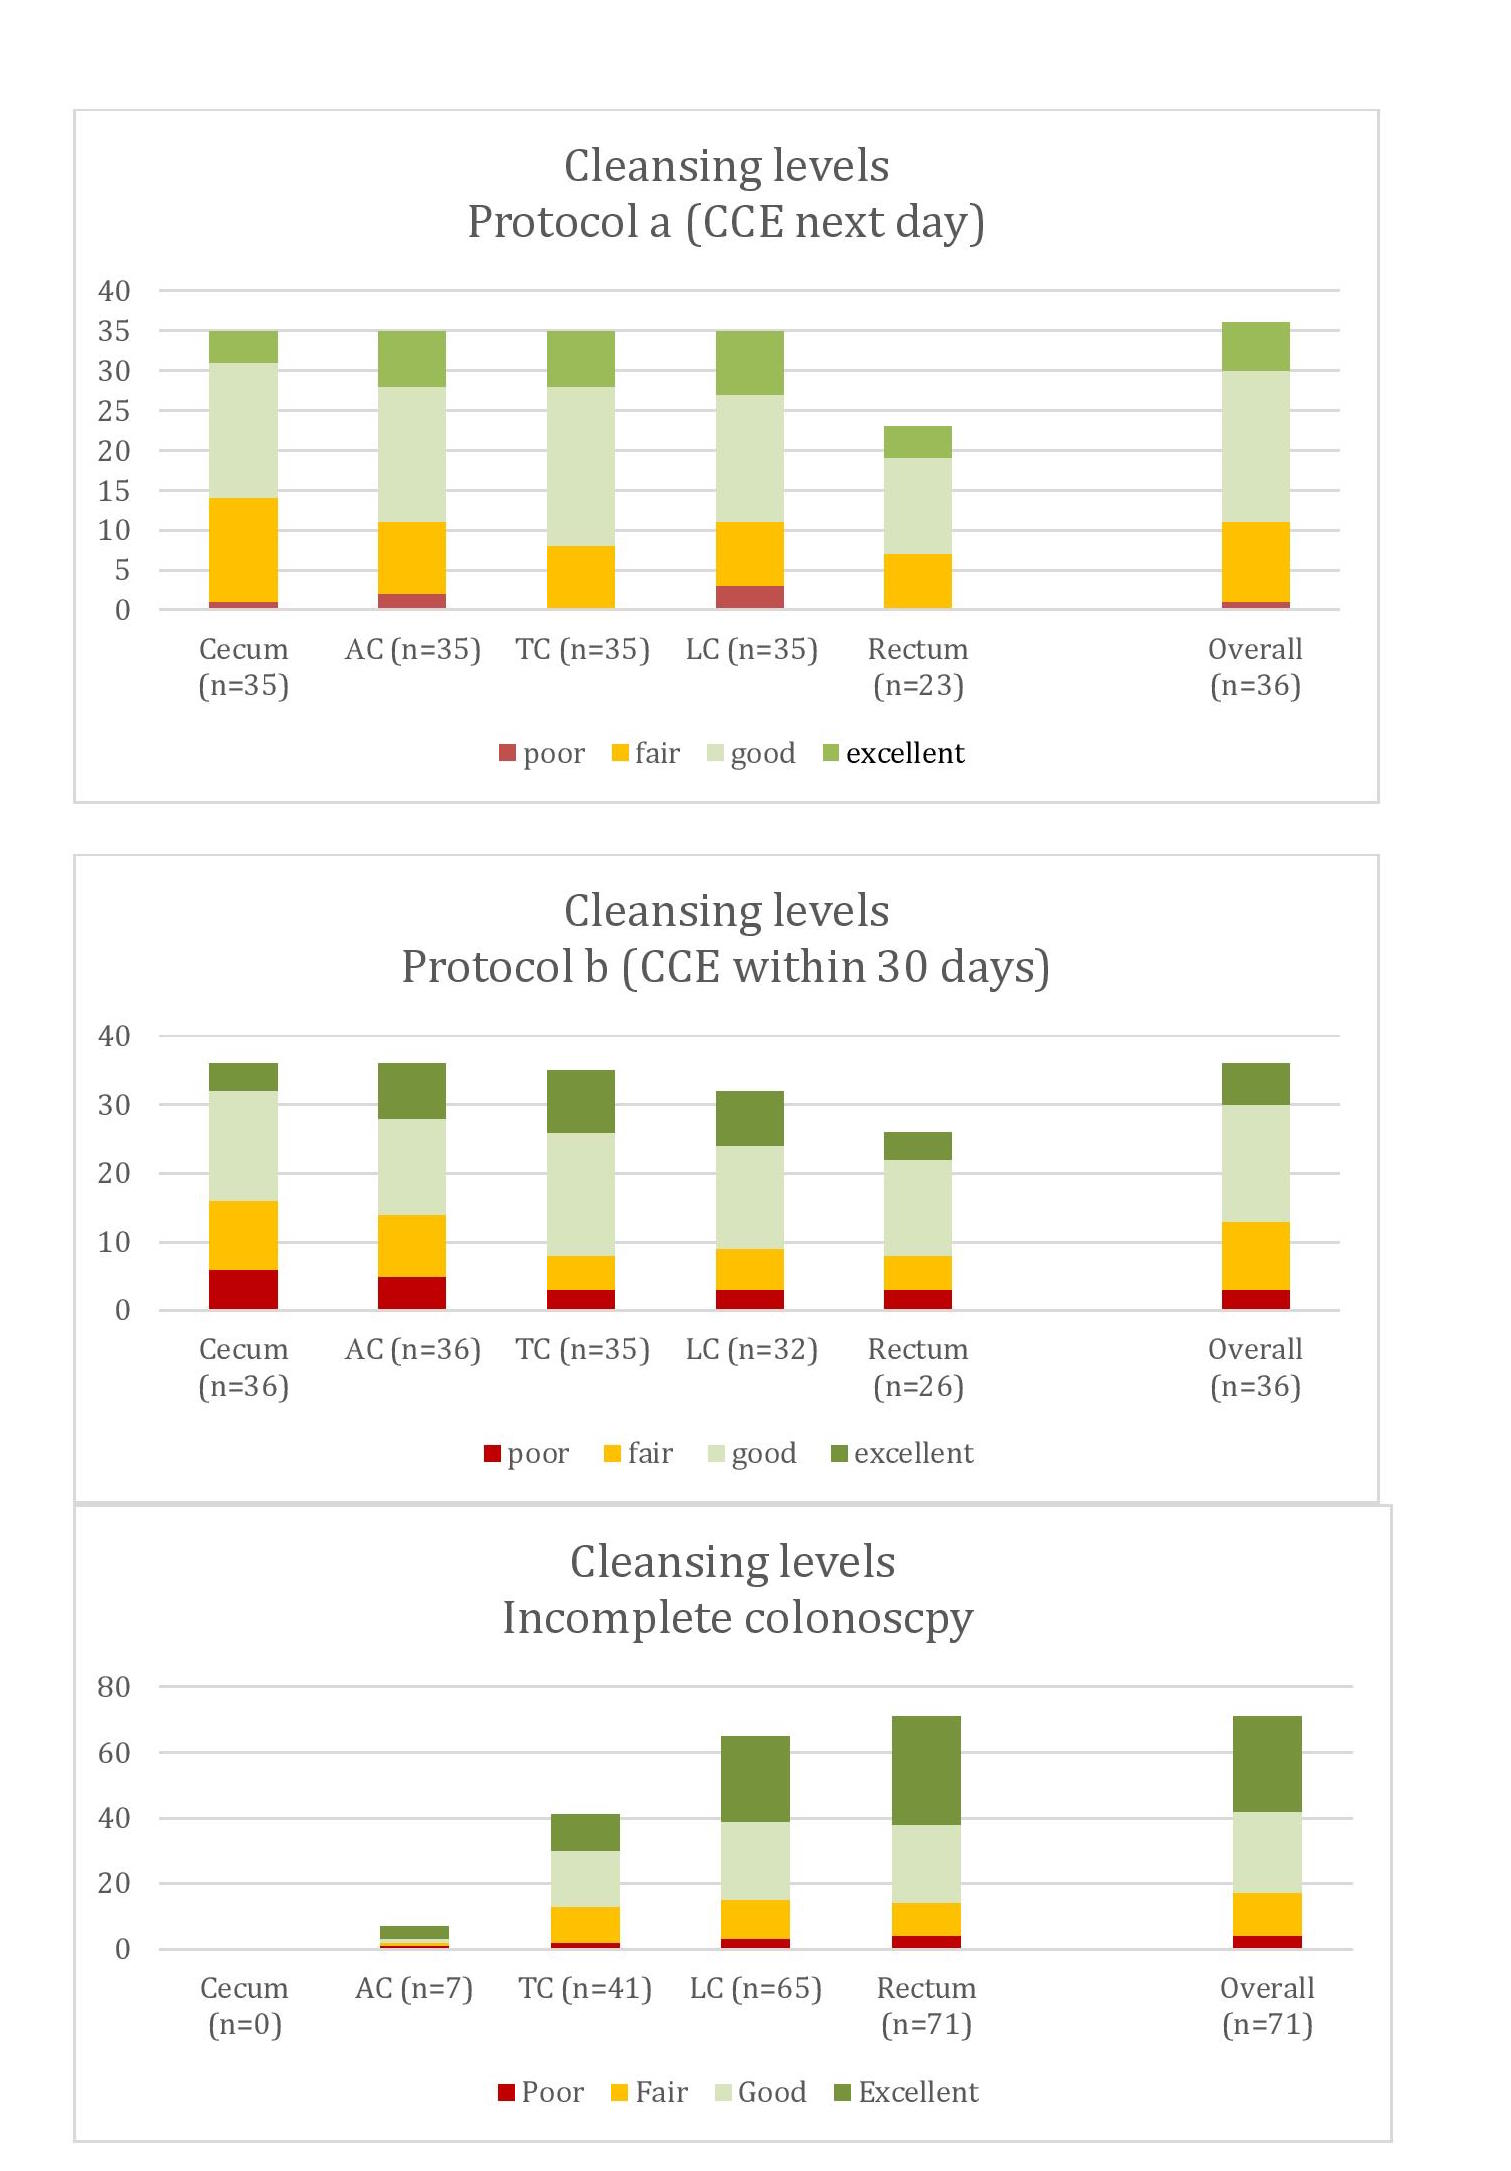 Cleansing levels
Protocol a (CCE next day)
40
35
30
25
20
15
10
5
0
Cecum AC (n=35) TC (n=35) LC (n=35) Rectum Overall
(n=35) (n=23) (n=36)
poor fair good excellent
Cleansing levels
Protocol b (CCE within 30 days)
40
30
20
10
0
Cecum AC (n=36) TC (n=35) LC (n=32) Rectum Overall
(n=36) (n=26) (n=36)
poor fair good excellent
Cleansing levels
Incomplete colonoscpy
80
60
40
20
0
Cecum AC (n=7) TC (n=41) LC (n=65) Rectum Overall
(n=0) (n=71) (n=71)
Poor Fair Good Excellent